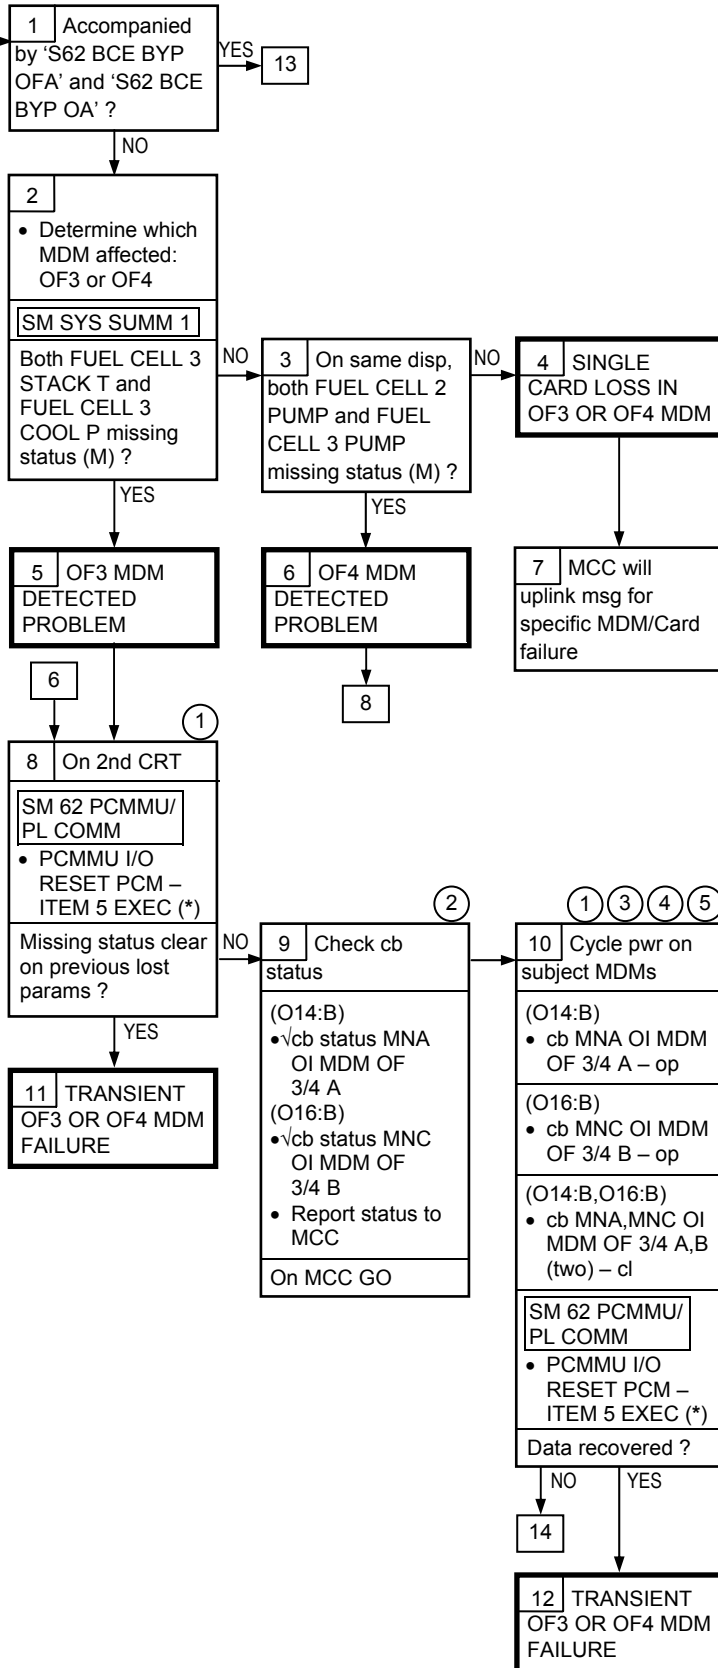 1 Accompanied
by ‘S62 BCE BYP
OFA’ and ‘S62 BCE
BYP OA’ ?
YES
13
NO
2
• Determine which
MDM affected:
OF3 or OF4
SM SYS SUMM 1
Both FUEL CELL 3
STACK T and
FUEL CELL 3
COOL P missing
status (M) ?
NO
3 On same disp,
both FUEL CELL 2
PUMP and FUEL
CELL 3 PUMP
missing status (M) ?
NO
4 SINGLE
CARD LOSS IN
OF3 OR OF4 MDM
YES
YES
5 OF3 MDM
DETECTED
PROBLEM
6 OF4 MDM
DETECTED
PROBLEM
7 MCC will
uplink msg for
specific MDM/Card
failure
6
8
1
8 On 2nd CRT
SM 62 PCMMU/
PL COMM
• PCMMU I/O
RESET PCM –
ITEM 5 EXEC (*)
Missing status clear
on previous lost
params ?
NO
YES
11 TRANSIENT
OF3 OR OF4 MDM
FAILURE
2
9 Check cb
status
(O14:B)
•√cb status MNA
OI MDM OF
3/4 A
(O16:B)
•√cb status MNC
OI MDM OF
3/4 B
• Report status to
MCC
On MCC GO
1 3 4 5
10 Cycle pwr on
subject MDMs
(O14:B)
• cb MNA OI MDM
OF 3/4 A – op
(O16:B)
• cb MNC OI MDM
OF 3/4 B – op
(O14:B,O16:B)
• cb MNA,MNC OI
MDM OF 3/4 A,B
(two) – cl
SM 62 PCMMU/
PL COMM
• PCMMU I/O
RESET PCM –
ITEM 5 EXEC (*)
Data recovered ?
NO YES
14
12 TRANSIENT
OF3 OR OF4 MDM
FAILURE